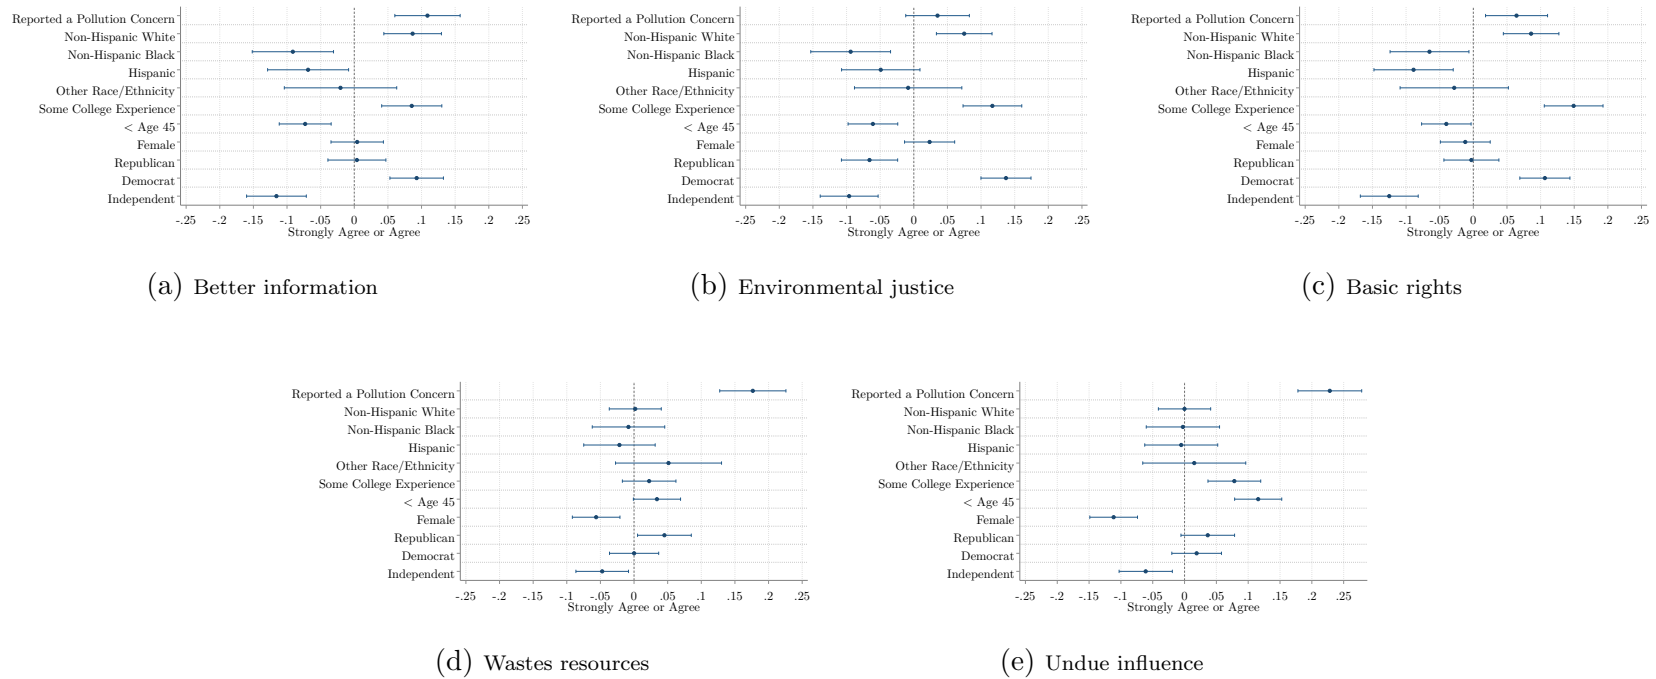 Reported a Pollution Concern
Non-Hispanic White
Non-Hispanic Black
Hispanic
Other Race/Ethnicity
Some College Experience
< Age 45
Female
Republican
Democrat
Independent
-.25 -.2 -.15 -.1 -.05 0 .05 .1 .15 .2 .25
Strongly Agree or Agree
(a) Better information
Reported a Pollution Concern
Non-Hispanic White
Non-Hispanic Black
Hispanic
Other Race/Ethnicity
Some College Experience
< Age 45
Female
Republican
Democrat
Independent
-.25 -.2 -.15 -.1 -.05 0 .05 .1 .15 .2 .25
Strongly Agree or Agree
(b) Environmental justice
Reported a Pollution Concern
Non-Hispanic White
Non-Hispanic Black
Hispanic
Other Race/Ethnicity
Some College Experience
< Age 45
Female
Republican
Democrat
Independent
-.25 -.2 -.15 -.1 -.05 0 .05 .1 .15 .2 .25
Strongly Agree or Agree
(c) Basic rights
Reported a Pollution Concern
Non-Hispanic White
Non-Hispanic Black
Hispanic
Other Race/Ethnicity
Some College Experience
< Age 45
Female
Republican
Democrat
Independent
-.25 -.2 -.15 -.1 -.05 0 .05 .1 .15 .2 .25
Strongly Agree or Agree
(d) Wastes resources
Reported a Pollution Concern
Non-Hispanic White
Non-Hispanic Black
Hispanic
Other Race/Ethnicity
Some College Experience
< Age 45
Female
Republican
Democrat
Independent
-.25 -.2 -.15 -.1 -.05 0 .05 .1 .15 .2 .25
Strongly Agree or Agree
(e) Undue influence